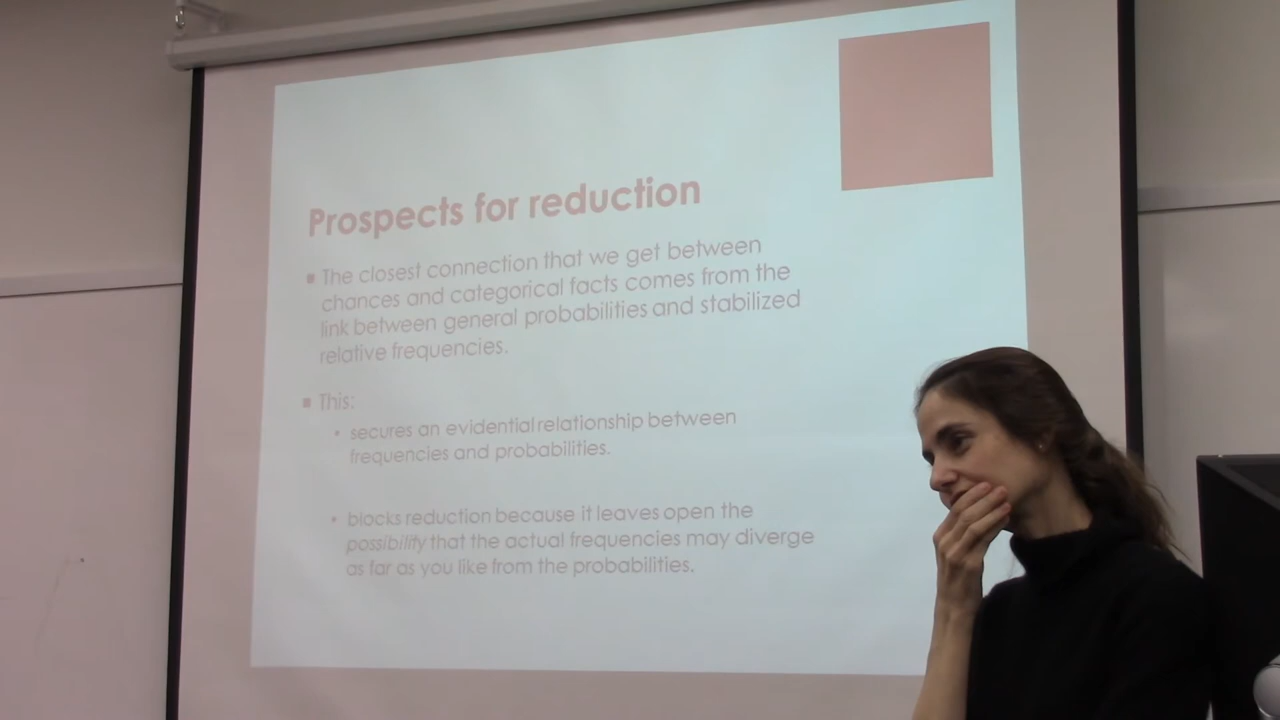 Prospects for reduction
▪ The closest connection that we get between
chances and categorical facts comes from the
link between general probabilities and stabilized
relative frequencies.
▪ This:
• secures an evidential relationship between
frequencies and probabilities.
• blocks reduction because it leaves open the
possibility that the actual frequencies may diverge
as far as you like from the probabilities.